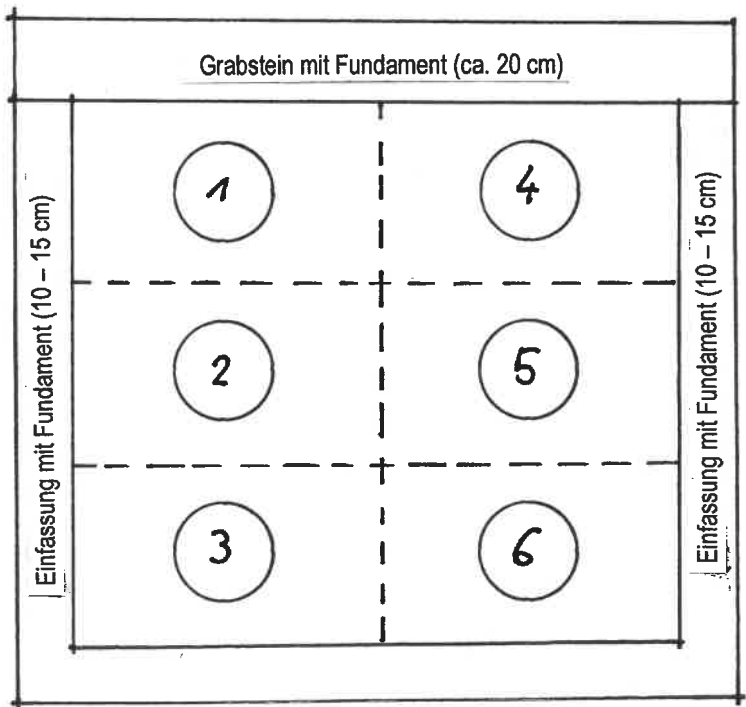 Grabstein mit Fundament (ca. 20 cm)
Einfassung mit Fundament (10 – 15 cm)
1
4
2
5
3
6
Einfassung mit Fundament (10 – 15 cm)